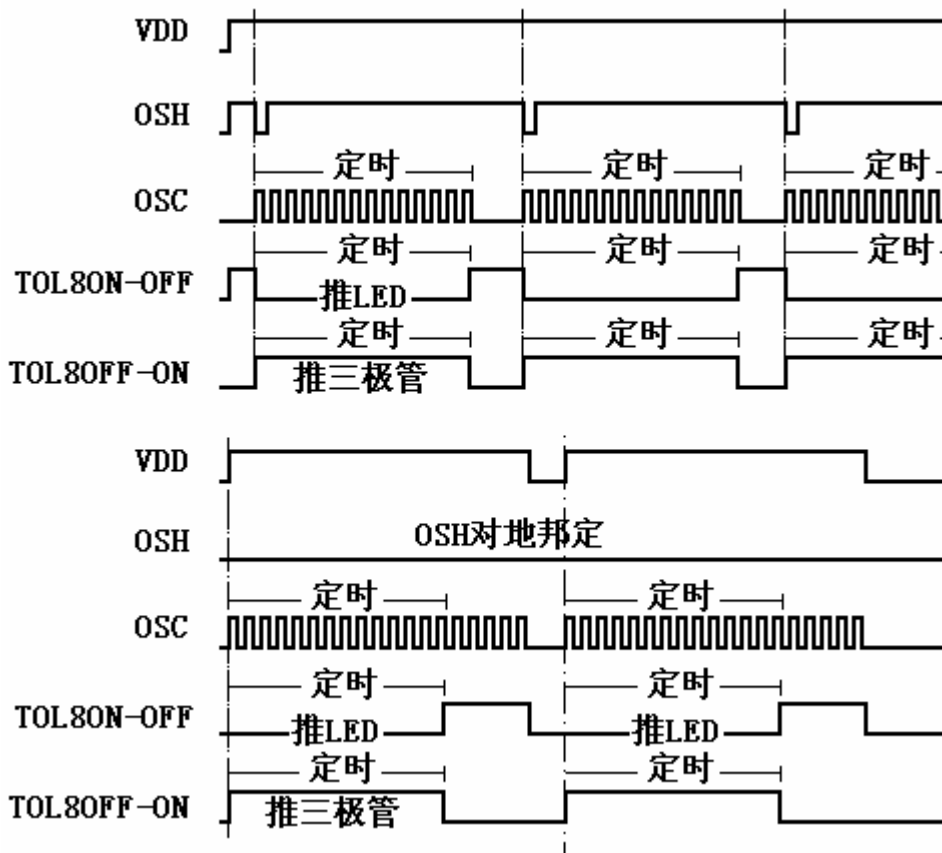 VDD
OSH
定时 定时 定时
OSC
定时 定时 定时
TOL8ON-OFF
推LED
定时 定时 定时
TOL8OFF-ON
推三极管
VDD
OSH
OSH对地邦定
定时 定时
OSC
定时 定时
TOL8ON-OFF
推LED 推LED
定时 定时
TOL8OFF-ON
推三极管